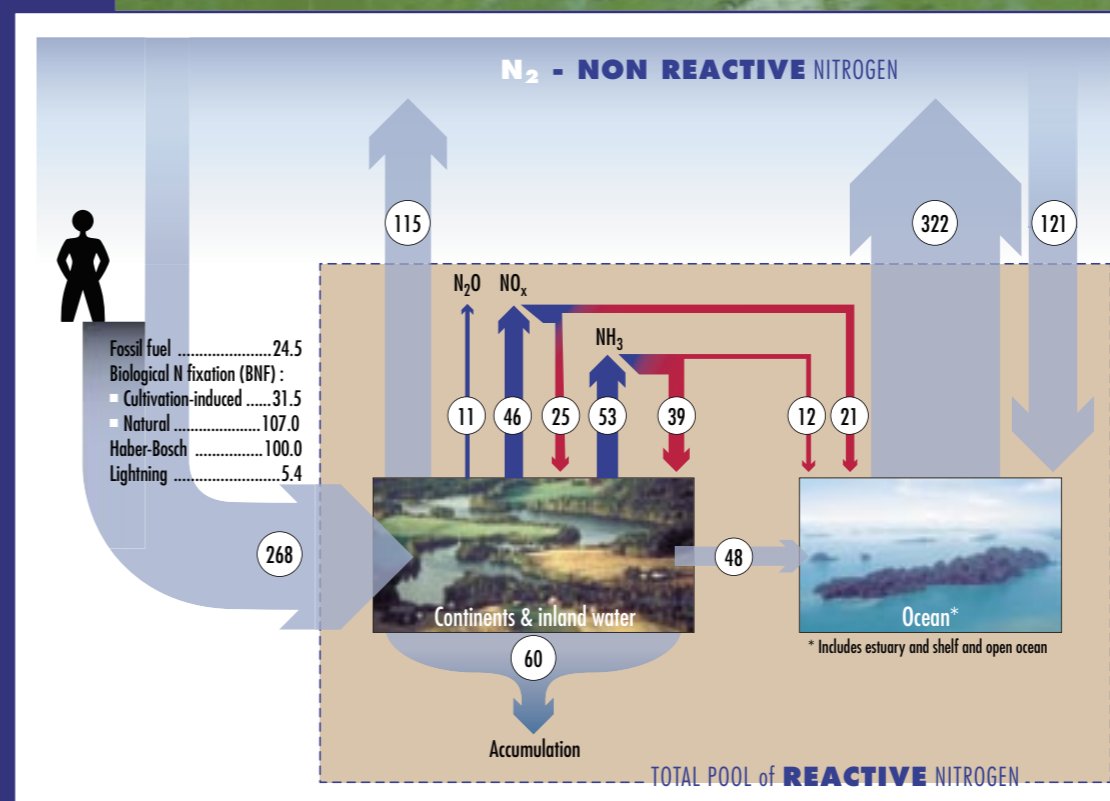 N₂ - NON REACTIVE NITROGEN
115
322
121
N₂O NOₓ
NH₃
Fossil fuel ......................24.5
Biological N fixation (BNF) :
Cultivation-induced ......31.5
Natural .....................107.0
Haber-Bosch .................100.0
Lightning ..........................5.4
11
46
25
53
39
12
21
268
48
Continents & inland water
Ocean*
* Includes estuary and shelf and open ocean
60
Accumulation
TOTAL POOL of REACTIVE NITROGEN